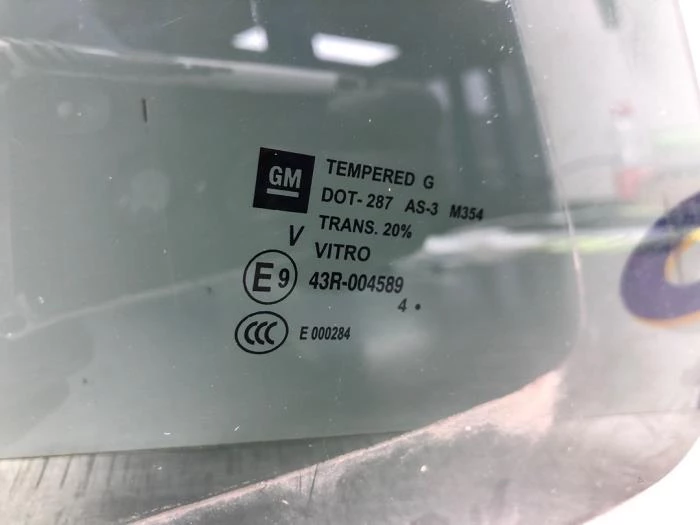 GM
TEMPERED G
DOT-287 AS-3 M354
TRANS. 20%
V
VITRO
E9 43R-004589
4 •
CCC E 000284